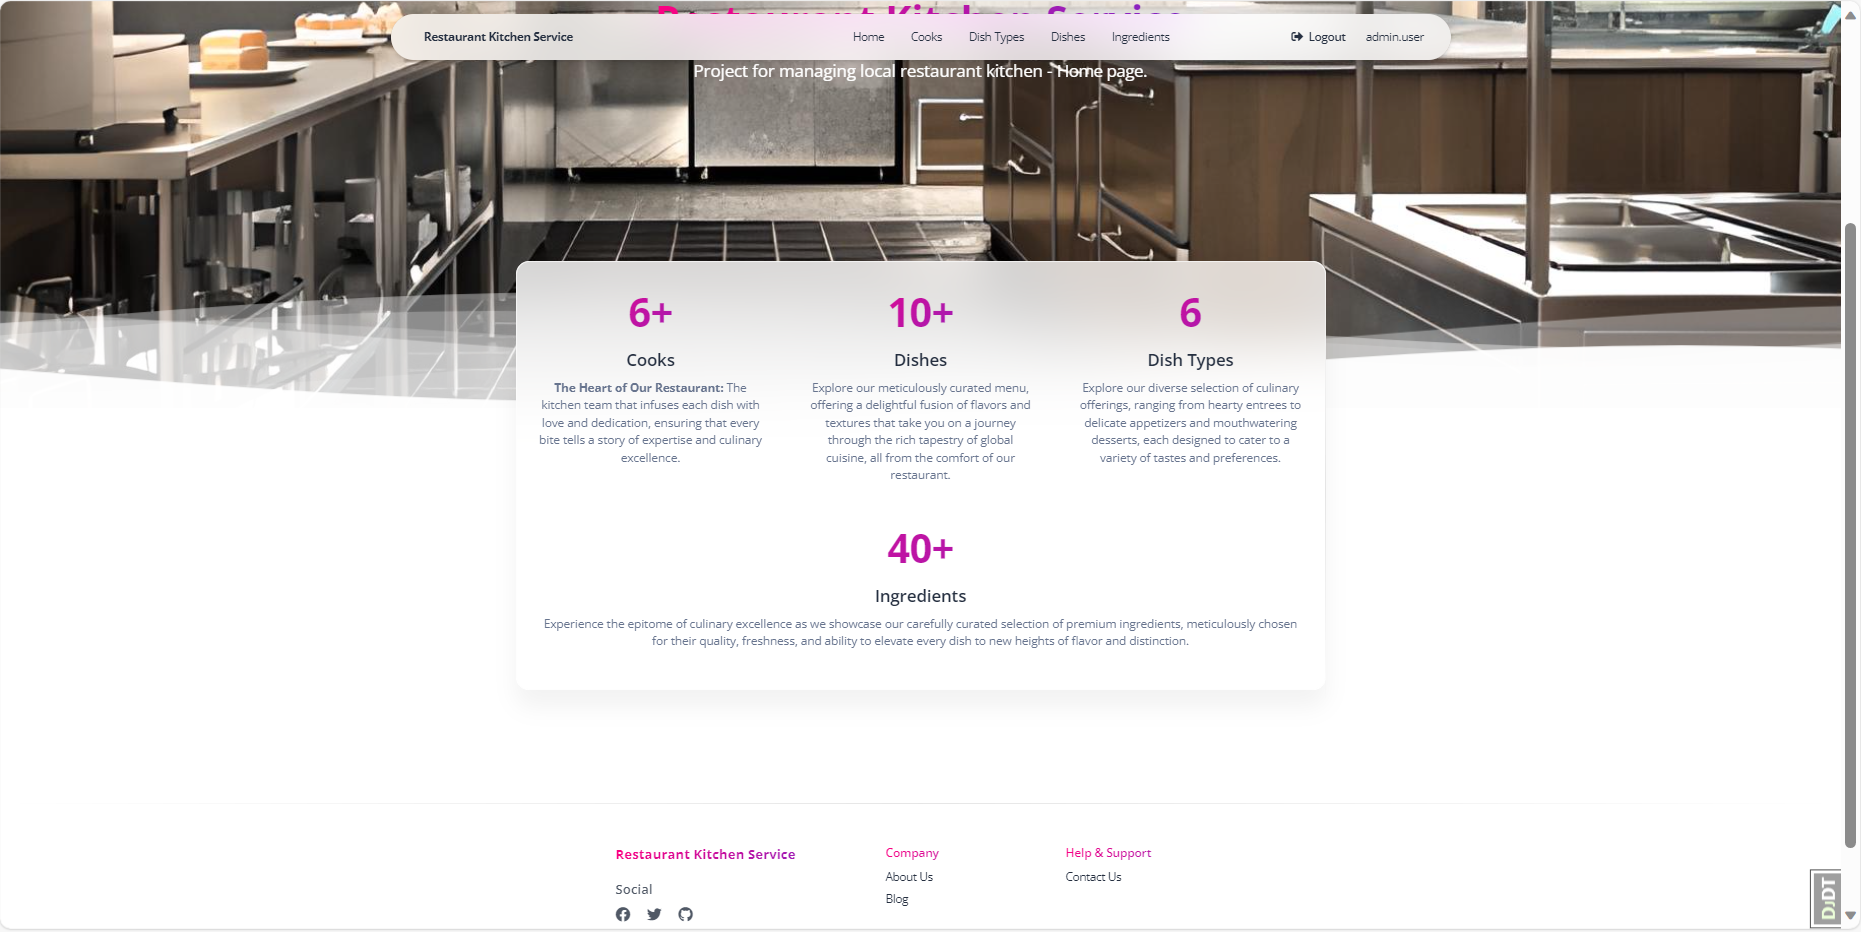 Restaurant Kitchen Service
Restaurant Kitchen Service
Home
Cooks
Dish Types
Dishes
Ingredients
Logout
admin.user
Project for managing local restaurant kitchen - Home page.
6+
Cooks
The Heart of Our Restaurant: The
kitchen team that infuses each dish with
love and dedication, ensuring that every
bite tells a story of expertise and culinary
excellence.
10+
Dishes
Explore our meticulously curated menu,
offering a delightful fusion of flavors and
textures that take you on a journey
through the rich tapestry of global
cuisine, all from the comfort of our
restaurant.
6
Dish Types
Explore our diverse selection of culinary
offerings, ranging from hearty entrees to
delicate appetizers and mouthwatering
desserts, each designed to cater to a
variety of tastes and preferences.
40+
Ingredients
Experience the epitome of culinary excellence as we showcase our carefully curated selection of premium ingredients, meticulously chosen
for their quality, freshness, and ability to elevate every dish to new heights of flavor and distinction.
Restaurant Kitchen Service
Social
Company
About Us
Blog
Help & Support
Contact Us
DJDT